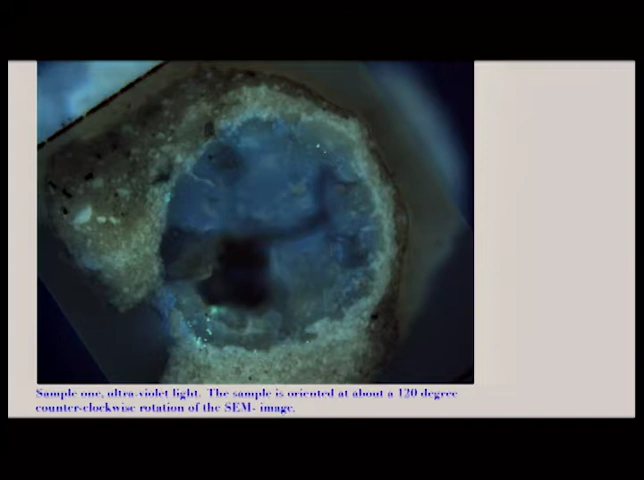 Sample one, ultra-violet light. The sample is oriented at about a 120 degree
counter-clockwise rotation of the SEM- image.